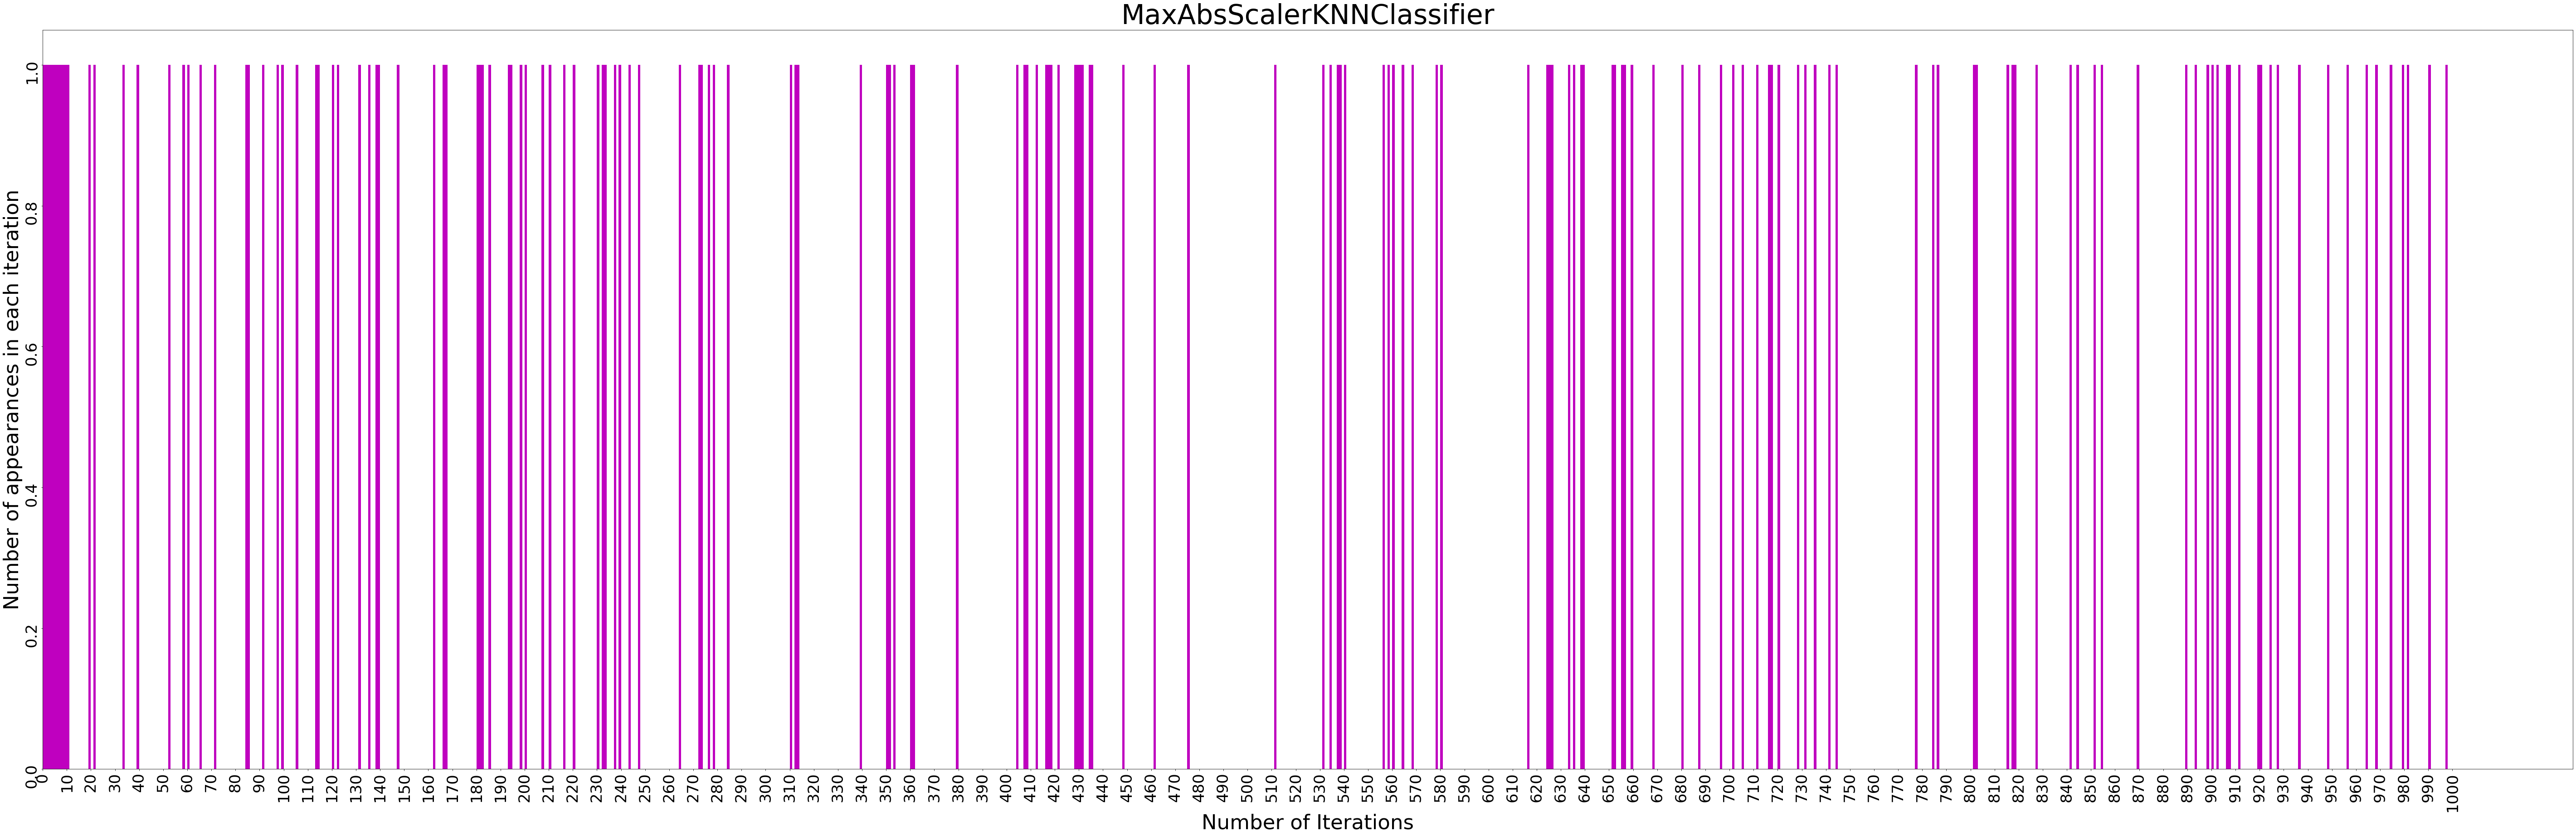 MaxAbsScalerKNNClassifier
Number of appearances in each iteration
1.0
0.8
0.6
0.4
0.2
0.0
0 10 20 30 40 50 60 70 80 90 100 110 120 130 140 150 160 170 180 190 200 210 220 230 240 250 260 270 280 290 300 310 320 330 340 350 360 370 380 390 400 410 420 430 440 450 460 470 480 490 500 510 520 530 540 550 560 570 580 590 600 610 620 630 640 650 660 670 680 690 700 710 720 730 740 750 760 770 780 790 800 810 820 830 840 850 860 870 880 890 900 910 920 930 940 950 960 970 980 990 1000
Number of Iterations